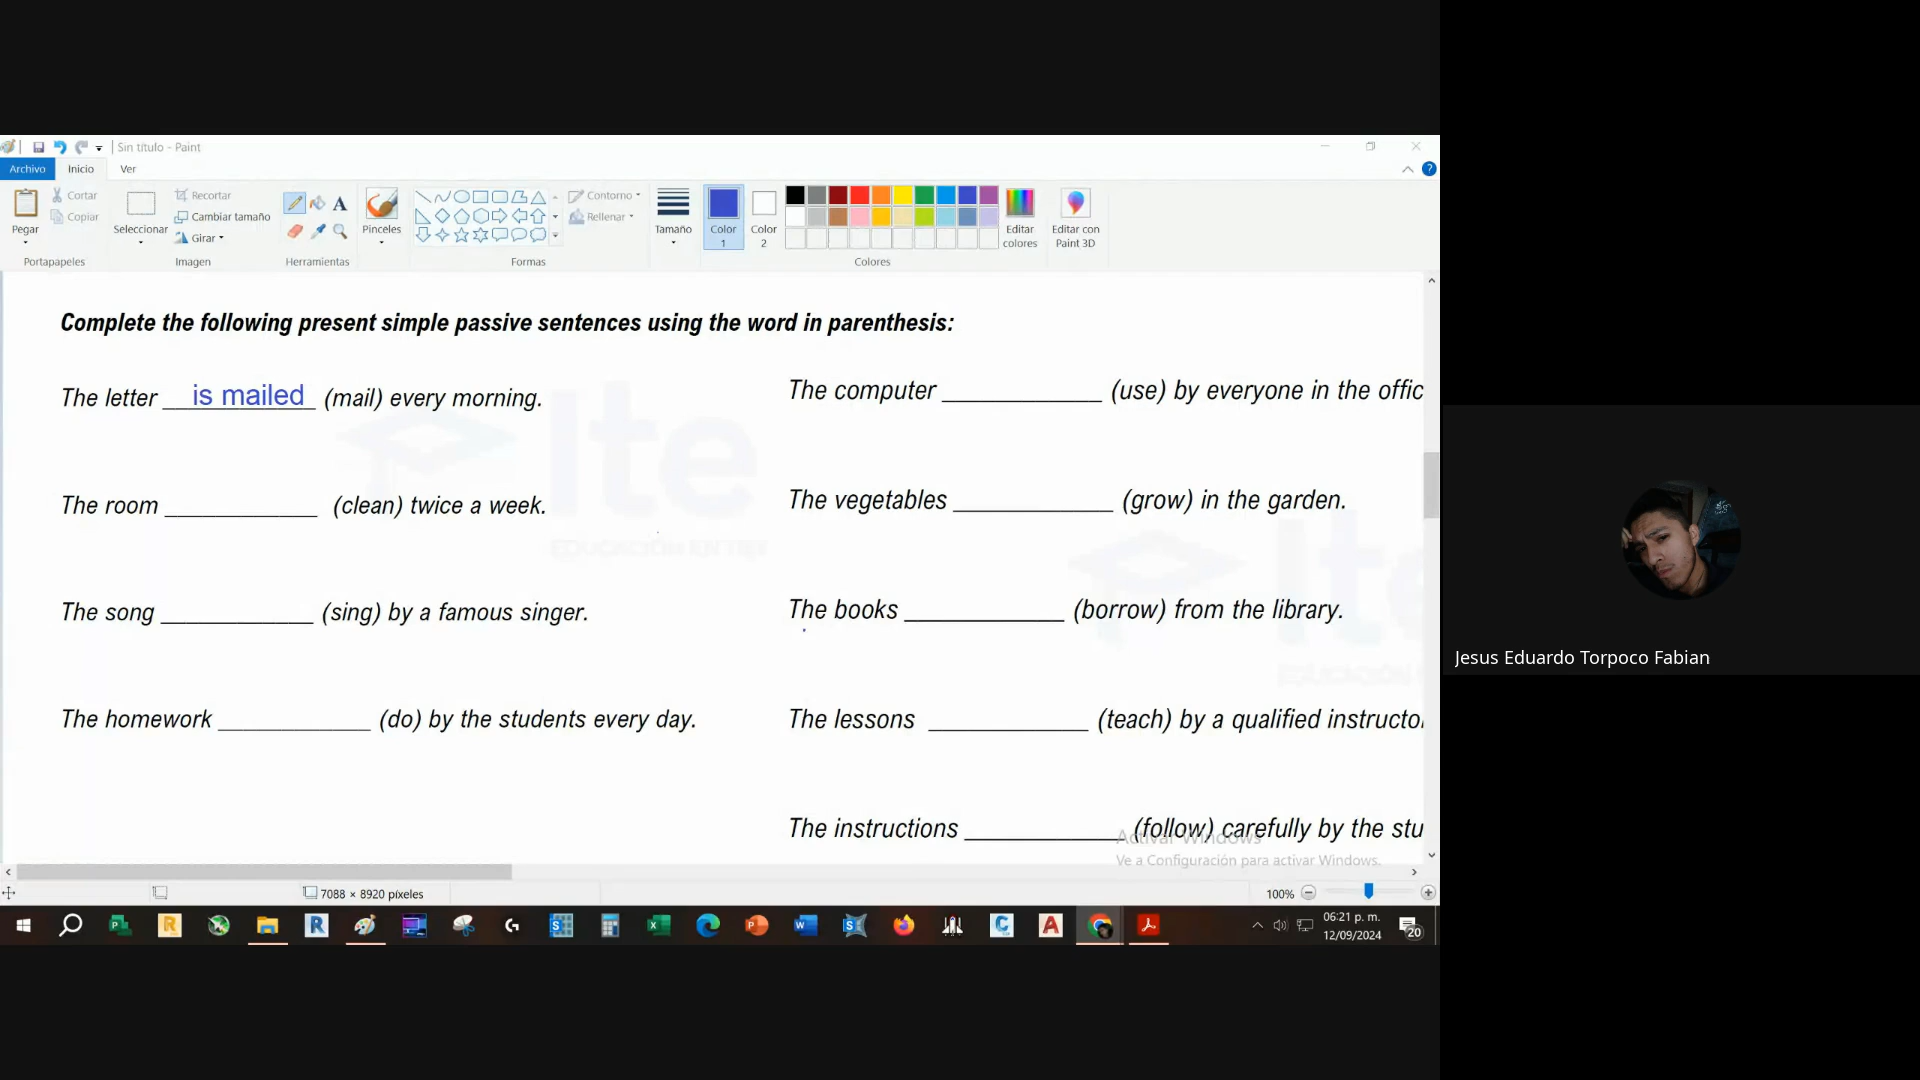 Sin título - Paint
Archivo Inicio Ver
Pegar
Cortar
Copiar
Portapapeles
Seleccionar
Recortar
Cambiar tamaño
Girar
Imagen
A
Herramientas
Pinceles
Contorno
Rellenar
Formas
Tamaño
Color 1
Color 2
Editar colores
Editar con Paint 3D
Colores
Complete the following present simple passive sentences using the word in parenthesis:
The letter is mailed (mail) every morning.
The room ____________ (clean) twice a week.
The song ____________ (sing) by a famous singer.
The homework ____________ (do) by the students every day.
The computer ____________ (use) by everyone in the offic
The vegetables ____________ (grow) in the garden.
The books ____________ (borrow) from the library.
The lessons ____________ (teach) by a qualified instructo
The instructions ____________ (follow) carefully by the stu
Ite
EDUCACIÓN EN
Ite
Activar Windows
Ve a Configuración para activar Windows.
7088 × 8920 píxeles
100%
06:21 p. m.
12/09/2024
20
Jesus Eduardo Torpoco Fabian